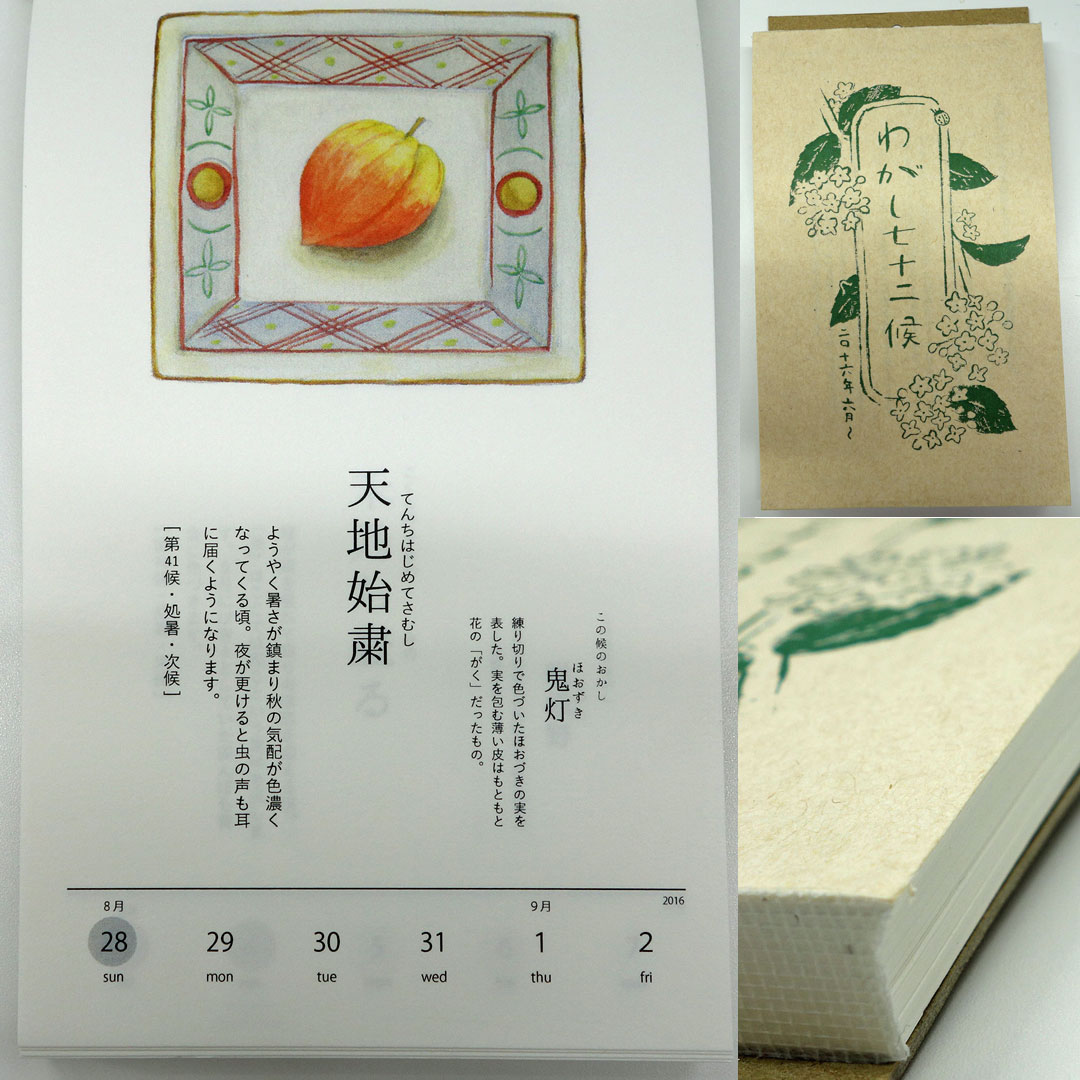 この候のおかし
ほおずき
鬼灯
練り切りで色づいたほおづきの実を
表した。実を包む薄い皮はもともと
花の「がく」だったもの。
てんちはじめてさむし
天地始粛
ようやく暑さが鎮まり秋の気配が色濃く
なってくる頃。夜が更けると虫の声も耳
に届くようになります。
[第41候・処暑・次候]
8月
9月
2016
28 29 30 31 1 2
sun mon tue wed thu fri
わがし七十二候
二〇十六年六月〜